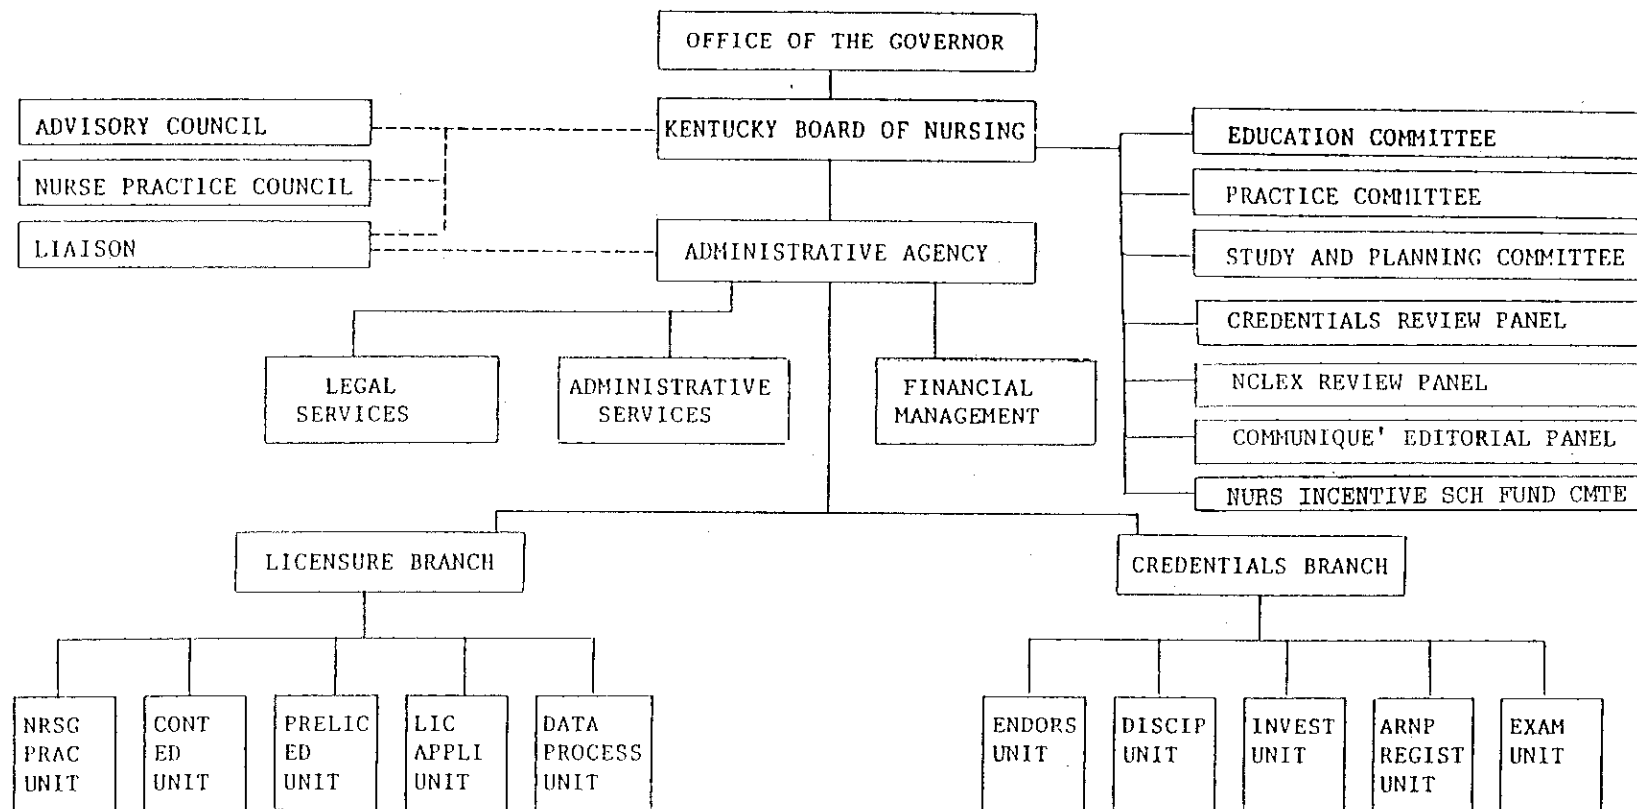 OFFICE OF THE GOVERNOR
KENTUCKY BOARD OF NURSING
ADVISORY COUNCIL
NURSE PRACTICE COUNCIL
LIAISON
EDUCATION COMMITTEE
PRACTICE COMMITTEE
STUDY AND PLANNING COMMITTEE
CREDENTIALS REVIEW PANEL
NCLEX REVIEW PANEL
COMMUNIQUE' EDITORIAL PANEL
NURS INCENTIVE SCH FUND CMTE
ADMINISTRATIVE AGENCY
LEGAL
SERVICES
ADMINISTRATIVE
SERVICES
FINANCIAL
MANAGEMENT
LICENSURE BRANCH
CREDENTIALS BRANCH
NRSG
PRAC
UNIT
CONT
ED
UNIT
PRELIC
ED
UNIT
LIC
APPLI
UNIT
DATA
PROCESS
UNIT
ENDORS
UNIT
DISCIP
UNIT
INVEST
UNIT
ARNP
REGIST
UNIT
EXAM
UNIT